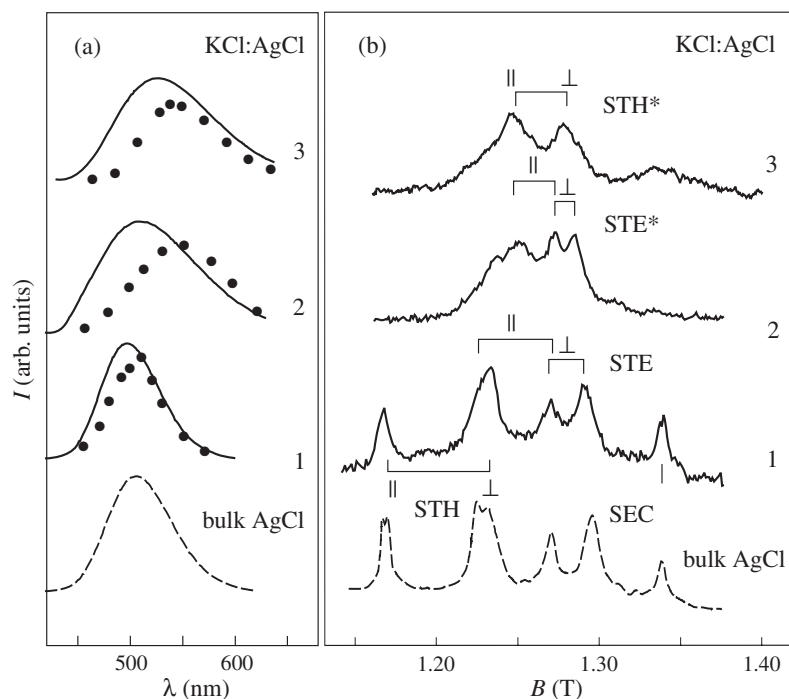 (a) KCl:AgCl
3
2
1
bulk AgCl
I (arb. units)
500 600
λ (nm)
(b) KCl:AgCl
|| ⊥
STH*
3
|| ⊥
STE*
2
|| ⊥
STE
1
|| STH ⊥ SEC
bulk AgCl
1.20 1.30 1.40
B (T)